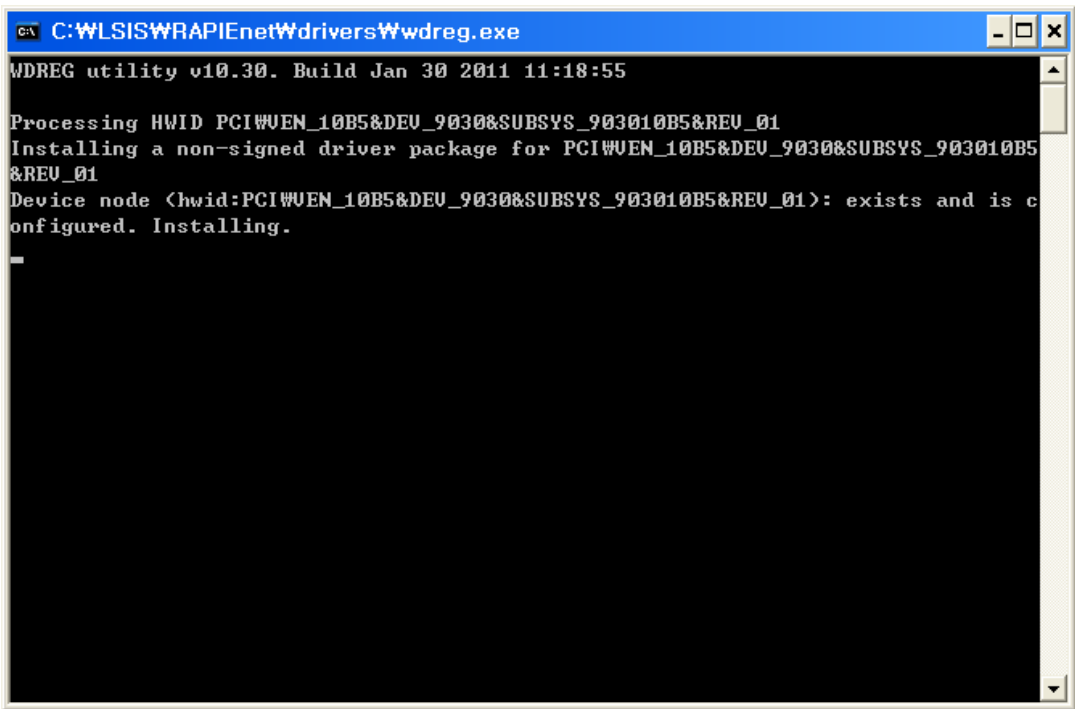 C:₩LSIS₩RAPIEnet₩drivers₩wdreg.exe
WDREG utility v10.30. Build Jan 30 2011 11:18:55
Processing HWID PCI₩VEN_10B5&DEV_9030&SUBSYS_903010B5&REV_01
Installing a non-signed driver package for PCI₩VEN_10B5&DEV_9030&SUBSYS_903010B5
&REV_01
Device node (hwid:PCI₩VEN_10B5&DEV_9030&SUBSYS_903010B5&REV_01): exists and is c
onfigured. Installing.